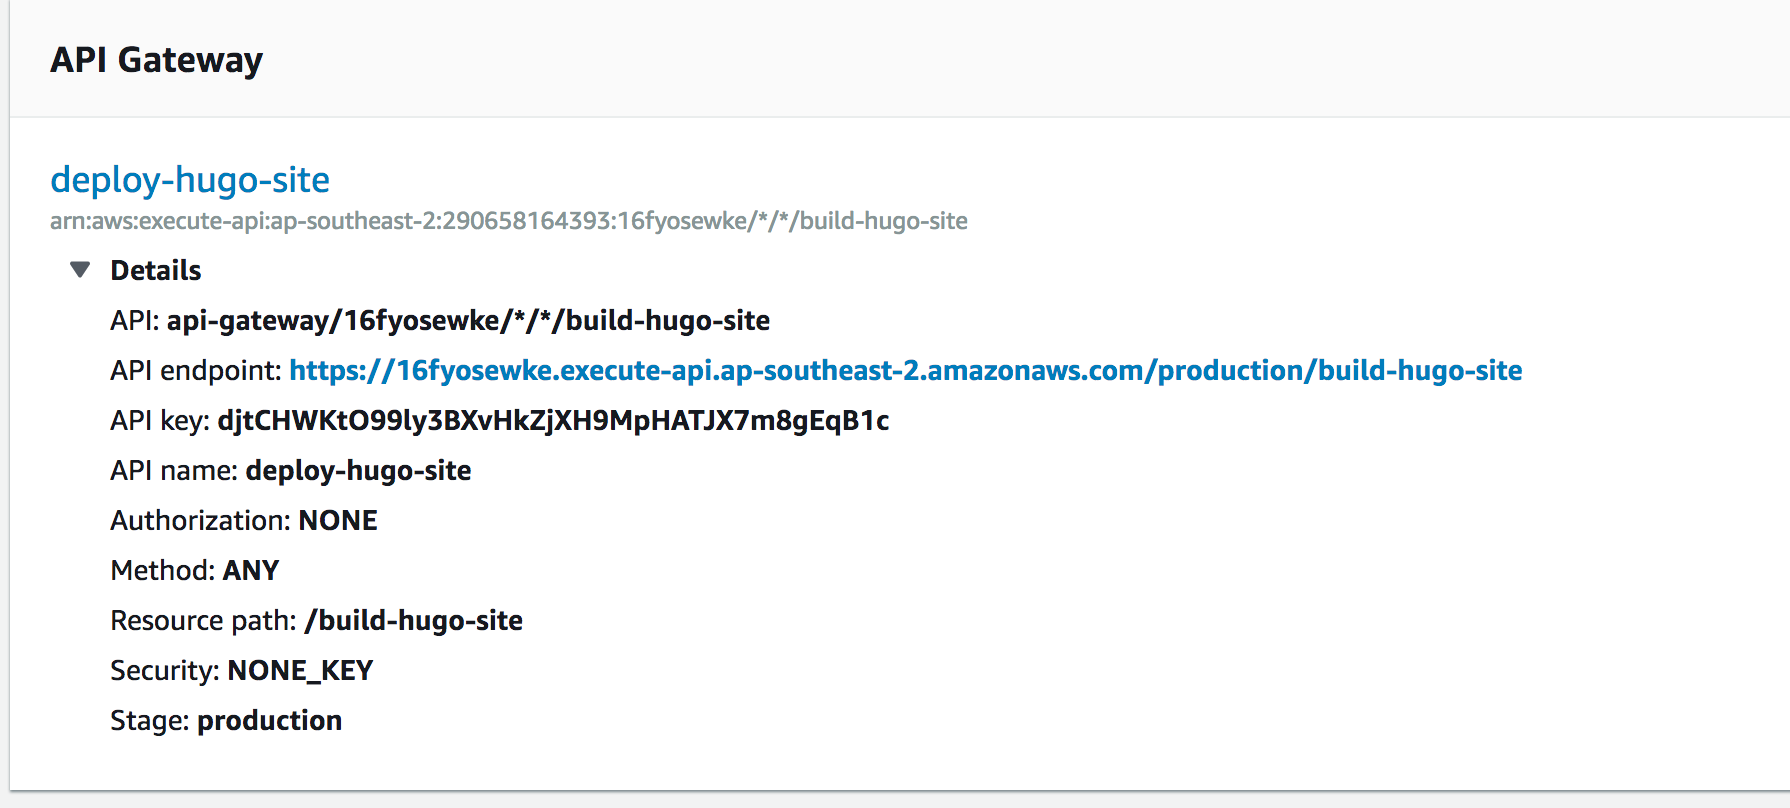 API Gateway
deploy-hugo-site
arn:aws:execute-api:ap-southeast-2:290658164393:16fyosewke/*/*/build-hugo-site
Details
API: api-gateway/16fyosewke/*/*/build-hugo-site
API endpoint: https://16fyosewke.execute-api.ap-southeast-2.amazonaws.com/production/build-hugo-site
API key: djtCHWKtO99ly3BXvHkZjXH9MpHATJX7m8gEqB1c
API name: deploy-hugo-site
Authorization: NONE
Method: ANY
Resource path: /build-hugo-site
Security: NONE_KEY
Stage: production